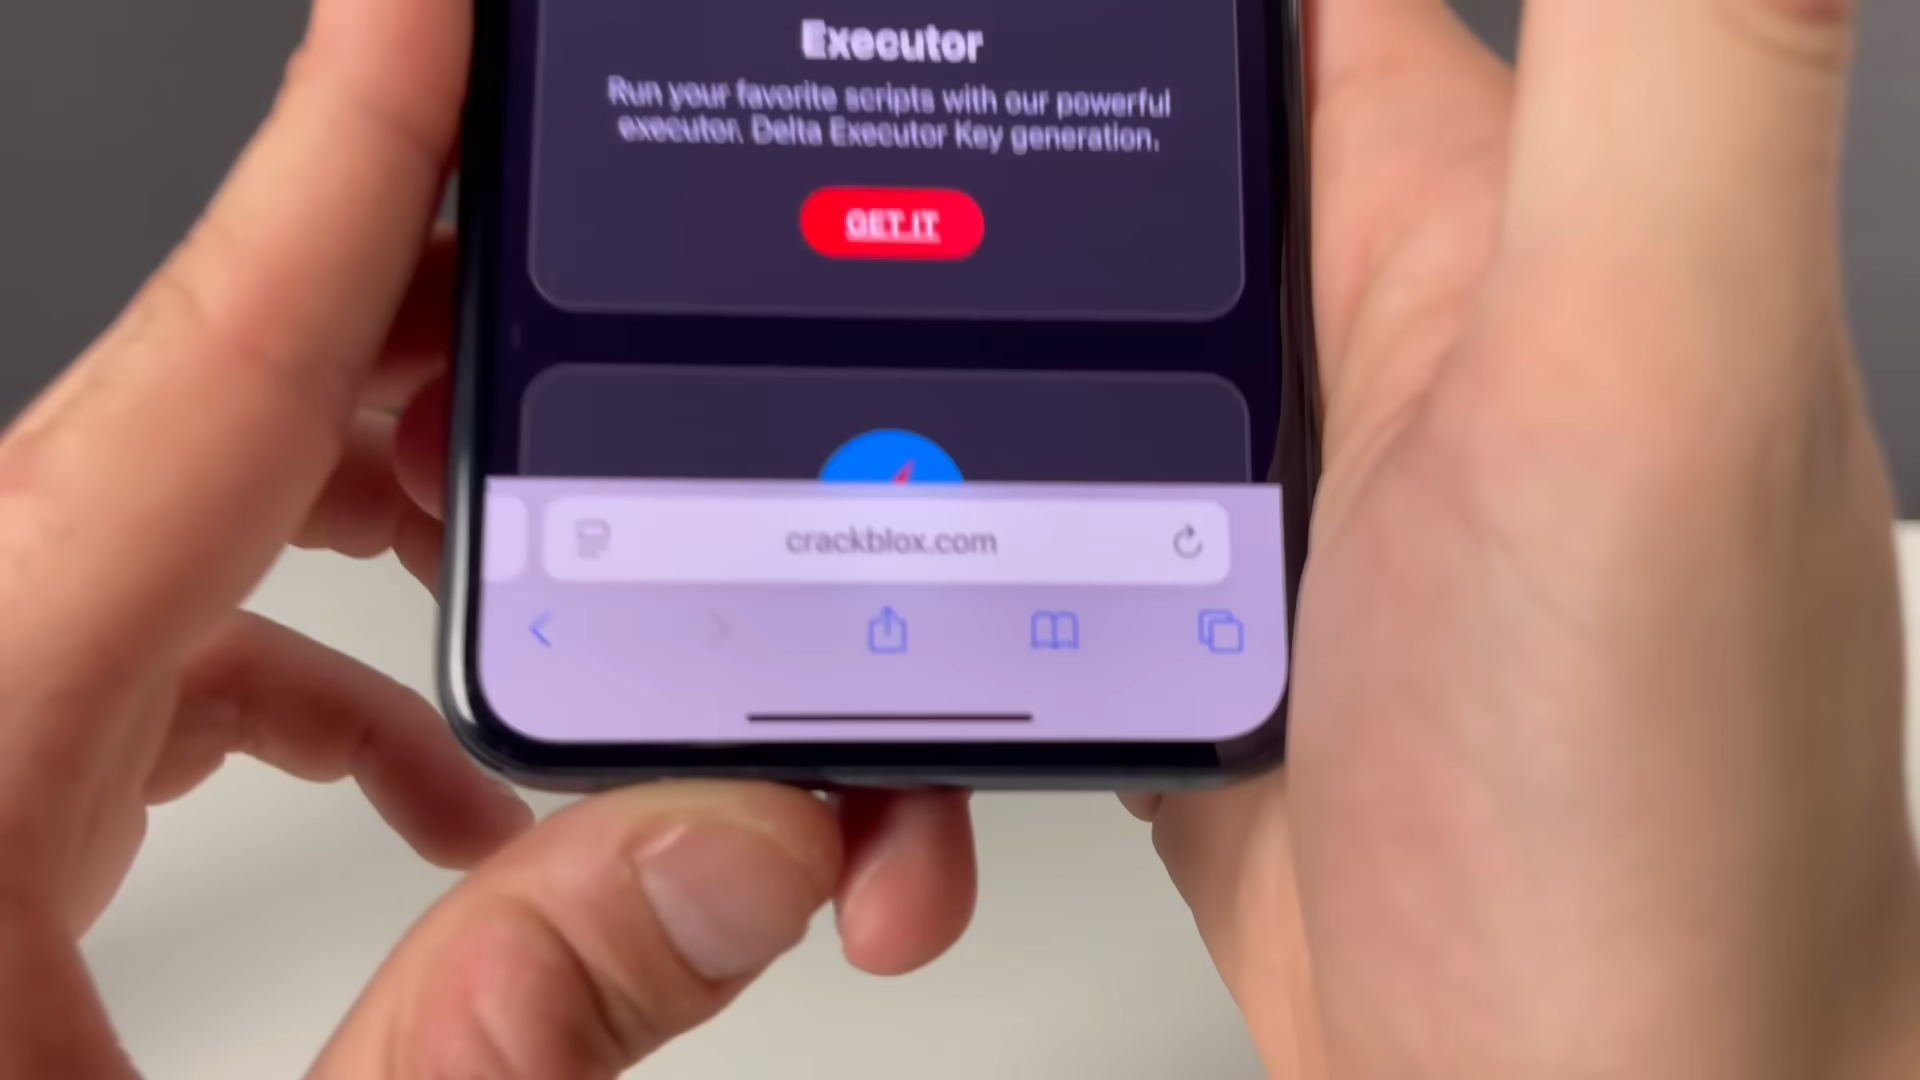 Executor
Run your favorite scripts with our powerful
executor. Delta Executor Key generation.
GET IT
crackblox.com